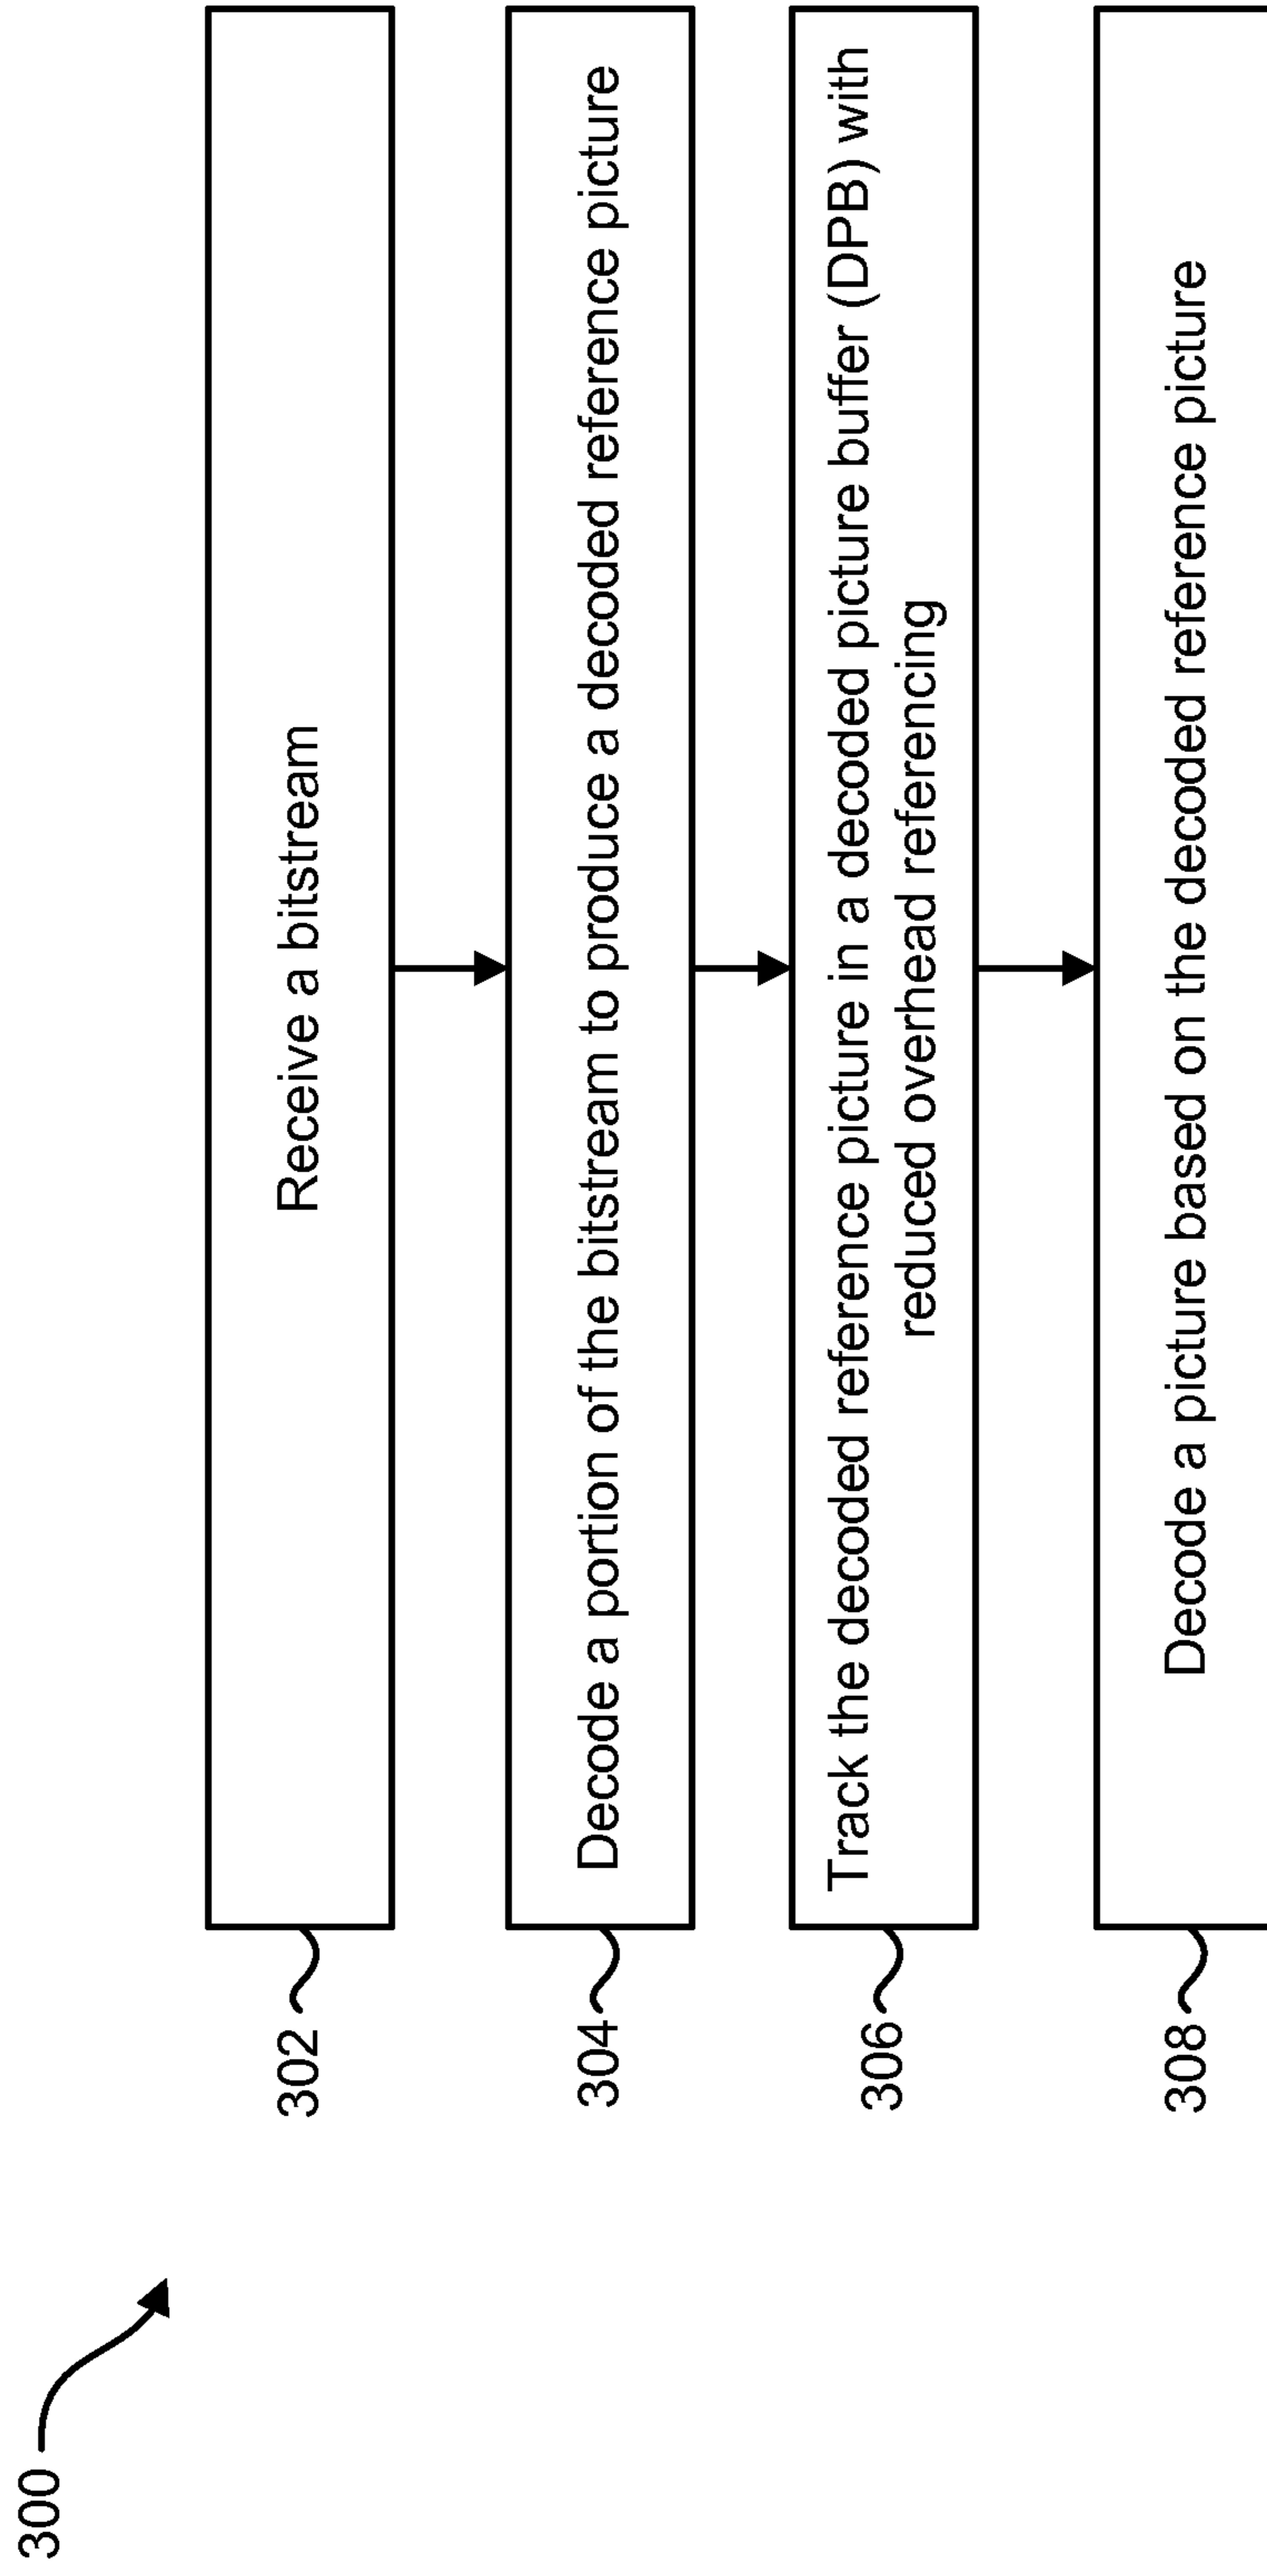 300
302
Receive a bitstream
304
Decode a portion of the bitstream to produce a decoded reference picture
306
Track the decoded reference picture in a decoded picture buffer (DPB) with
reduced overhead referencing
308
Decode a picture based on the decoded reference picture